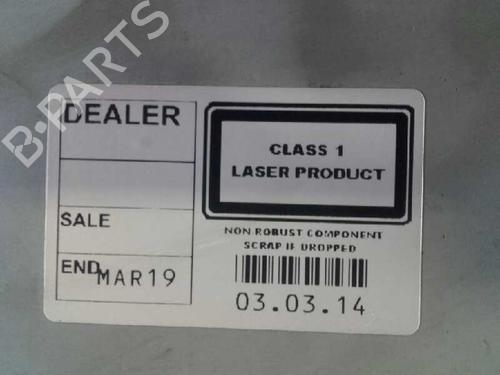 B-PARTS
DEALER
CLASS 1
LASER PRODUCT
SALE
NON ROBUST COMPONENT
SCRAP IF DROPPED
END MAR19
03.03.14